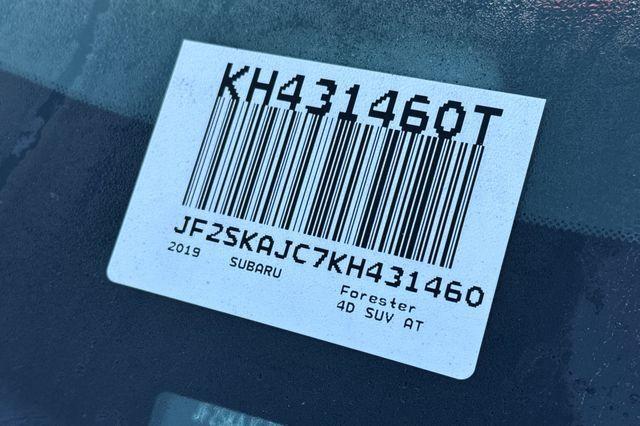 KH431460T
JF2SKAJC7KH431460
2019 SUBARU
Forester
4D SUV AT